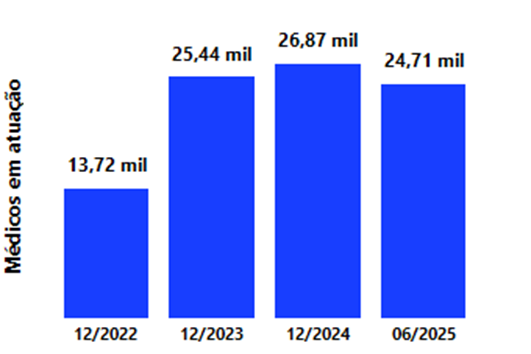 Médicos em atuação
13,72 mil
25,44 mil
26,87 mil
24,71 mil
12/2022
12/2023
12/2024
06/2025